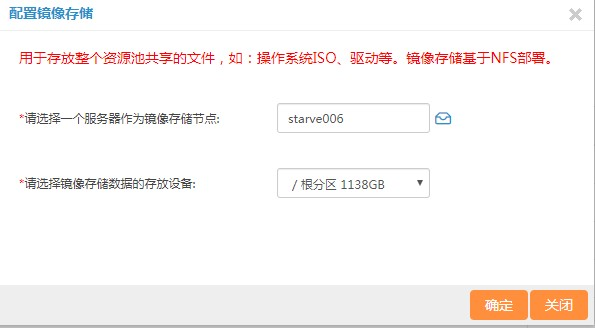 配置镜像存储
用于存放整个资源池共享的文件，如：操作系统ISO、驱动等。镜像存储基于NFS部署。
*请选择一个服务器作为镜像存储节点:
starve006
*请选择镜像存储数据的存放设备:
/ 根分区 1138GB
确定 关闭